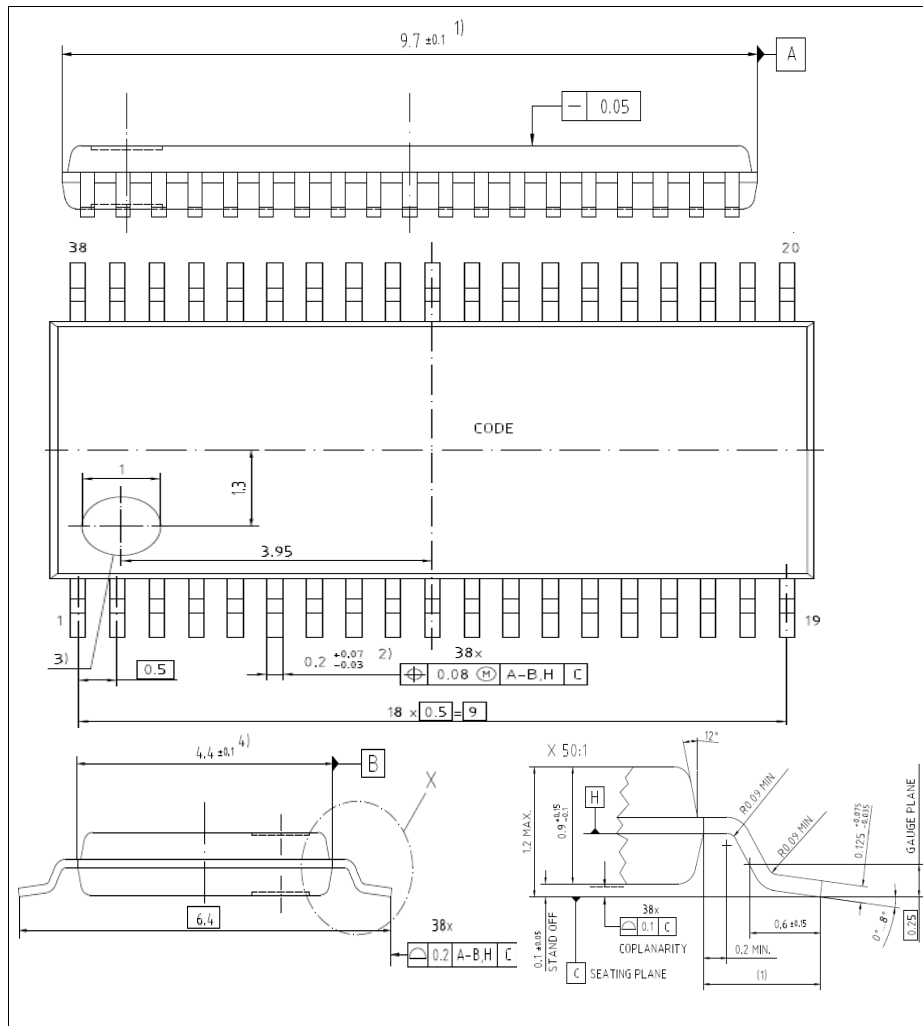 9.7 ±0.1 1)
A
— 0.05
38
20
CODE
1
1.3
3.95
1
19
3)
0.5
0.2 +0.07 -0.03 2)
38x
⌖ 0.08 Ⓜ A-B,H C
18 x 0.5 = 9
4.4 ±0.1 4)
B
X
6.4
38x
⌓ 0.2 A-B,H C
X 50:1
12°
H
R0.09 MIN
R0.09 MIN
0.125 +0.075 -0.035
GAUGE PLANE
1.2 MAX.
0.9 +0.15 -0.1
38x
⌓ 0.1 C
COPLANARITY
0.1 ±0.05
STAND OFF
C SEATING PLANE
0.6 ±0.15
0.2 MIN.
(1)
0°...8°
0.25